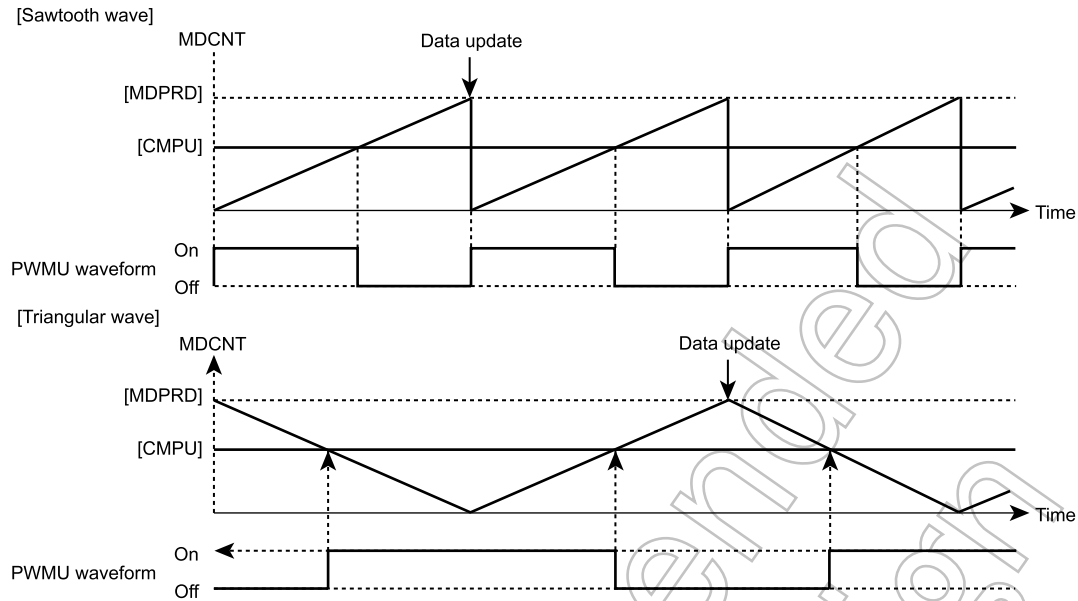 [Sawtooth wave]
MDCNT
Data update
[MDPRD]
[CMPU]
Time
On
PWMU waveform
Off
[Triangular wave]
MDCNT
Data update
[MDPRD]
[CMPU]
Time
On
PWMU waveform
Off